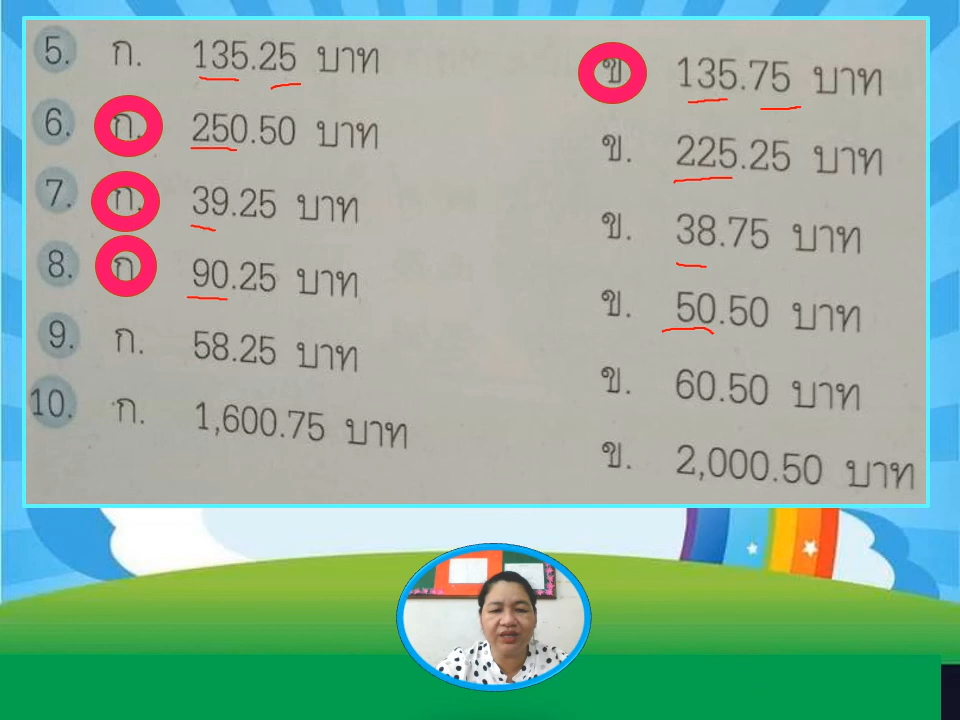 5. ก. 135.25 บาท ข 135.75 บาท
6. ก. 250.50 บาท ข. 225.25 บาท
7. ก. 39.25 บาท ข. 38.75 บาท
8. ก 90.25 บาท ข. 50.50 บาท
9. ก. 58.25 บาท ข. 60.50 บาท
10. ก. 1,600.75 บาท ข. 2,000.50 บาท